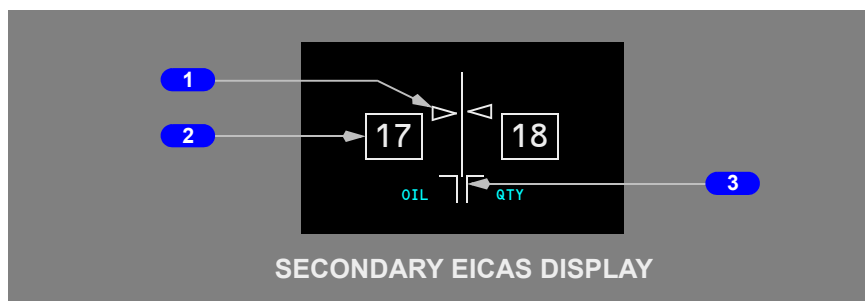 1
2
17 18
3
OIL QTY
SECONDARY EICAS DISPLAY